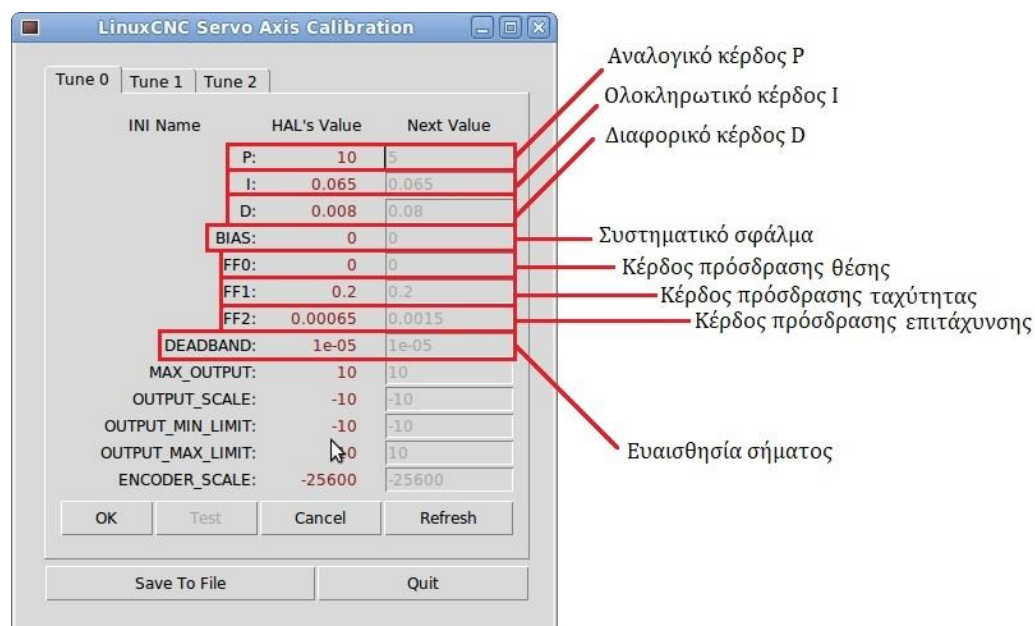 LinuxCNC Servo Axis Calibration
Tune 0 Tune 1 Tune 2
INI Name HAL's Value Next Value
P: 10 5
I: 0.065 0.065
D: 0.008 0.08
BIAS: 0 0
FF0: 0 0
FF1: 0.2 0.2
FF2: 0.00065 0.0015
DEADBAND: 1e-05 1e-05
MAX_OUTPUT: 10 10
OUTPUT_SCALE: -10 -10
OUTPUT_MIN_LIMIT: -10 -10
OUTPUT_MAX_LIMIT: 10
ENCODER_SCALE: -25600 -25600
OK Test Cancel Refresh
Save To File Quit
Αναλογικό κέρδος P
Ολοκληρωτικό κέρδος I
Διαφορικό κέρδος D
Συστηματικό σφάλμα
Κέρδος πρόσδρασης θέσης
Κέρδος πρόσδρασης ταχύτητας
Κέρδος πρόσδρασης επιτάχυνσης
Ευαισθησία σήματος